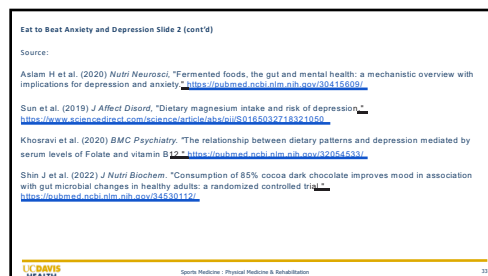 Eat to Beat Anxiety and Depression Slide 2 (cont'd)
Source:
Aslam H et al. (2020) Nutri Neurosci, "Fermented foods, the gut and mental health: a mechanistic overview with
implications for depression and anxiety." https://pubmed.ncbi.nlm.nih.gov/30415609/
Sun et al. (2019) J Affect Disord, "Dietary magnesium intake and risk of depression."
https://www.sciencedirect.com/science/article/abs/pii/S0165032718321050
Khosravi et al. (2020) BMC Psychiatry. "The relationship between dietary patterns and depression mediated by
serum levels of Folate and vitamin B12." https://pubmed.ncbi.nlm.nih.gov/32054533/
Shin J et al. (2022) J Nutri Biochem. "Consumption of 85% cocoa dark chocolate improves mood in association
with gut microbial changes in healthy adults: a randomized controlled trial."
https://pubmed.ncbi.nlm.nih.gov/34530112/
UCDAVIS
HEALTH
Sports Medicine : Physical Medicine & Rehabilitation
33